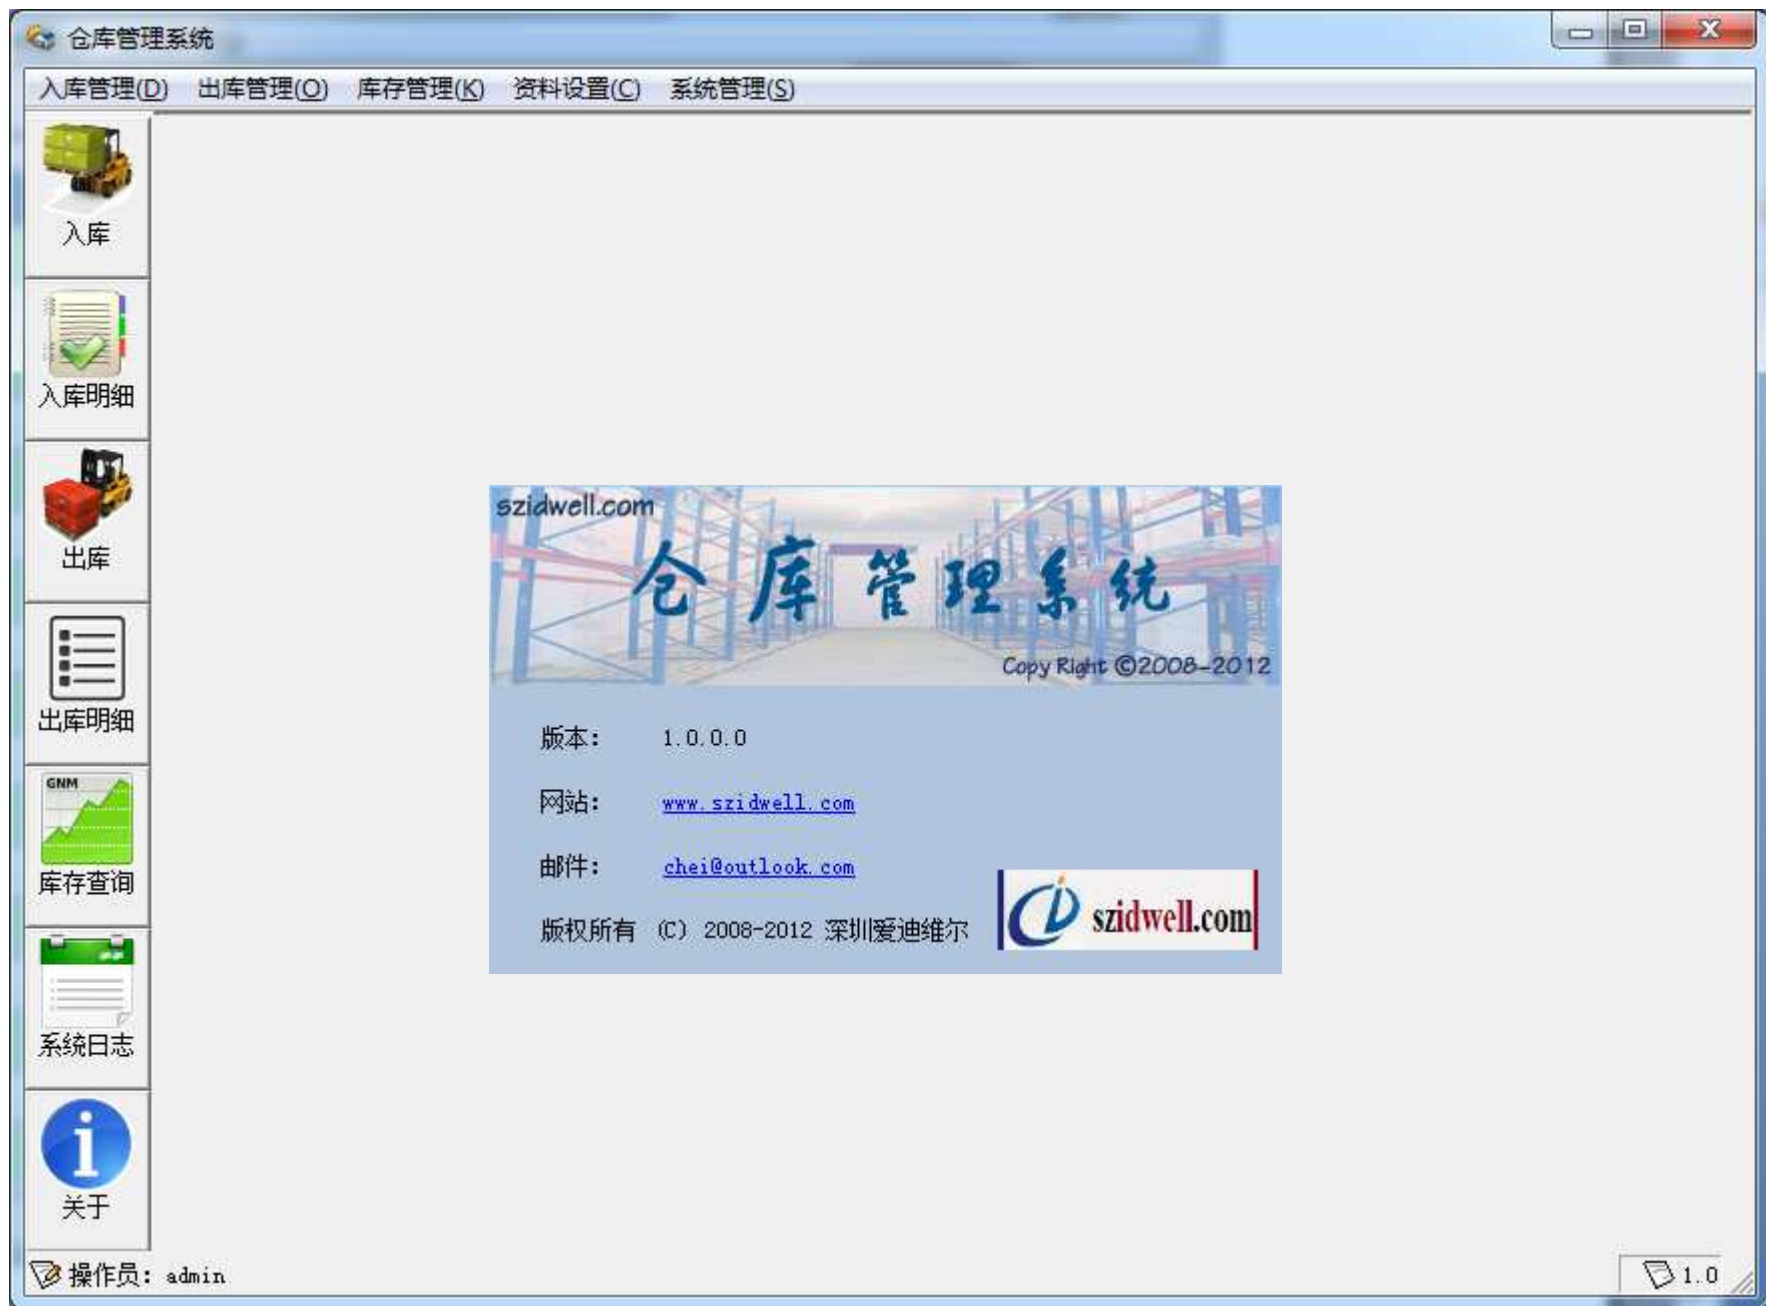 仓库管理系统
入库管理(D) 出库管理(O) 库存管理(K) 资料设置(C) 系统管理(S)
入库
入库明细
出库
出库明细
GNM
库存查询
系统日志
关于
szidwell.com
仓库管理系统
Copy Right ©2008-2012
版本： 1.0.0.0
网站： www.szidwell.com
邮件： chei@outlook.com
版权所有 (C) 2008-2012 深圳爱迪维尔
szidwell.com
操作员：admin
1.0